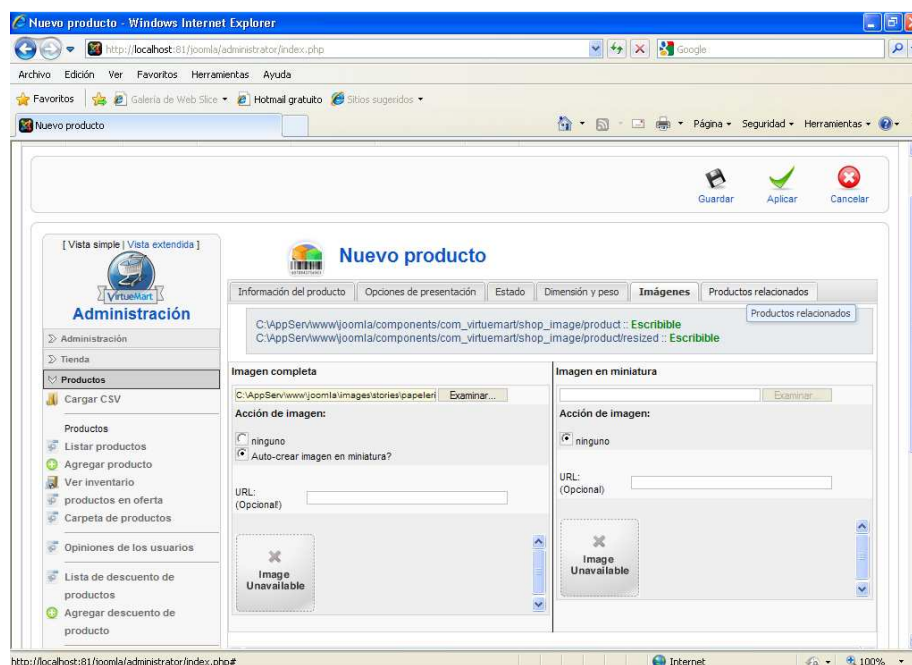 Nuevo producto - Windows Internet Explorer
http://localhost:81/joomla/administrator/index.php
Google
Archivo Edición Ver Favoritos Herramientas Ayuda
Favoritos Galería de Web Slice Hotmail gratuito Sitios sugeridos
Nuevo producto
Página Seguridad Herramientas
Guardar Aplicar Cancelar
[ Vista simple | Vista extendida ]
VirtueMart
Administración
Administración
Tienda
Productos
Cargar CSV
Productos
Listar productos
Agregar producto
Ver inventario
productos en oferta
Carpeta de productos
Opiniones de los usuarios
Lista de descuento de
productos
Agregar descuento de
producto
Nuevo producto
Información del producto Opciones de presentación Estado Dimensión y peso Imágenes Productos relacionados
Productos relacionados
C:\AppServ\www\joomla/components/com_virtuemart/shop_image/product :: Escribible
C:\AppServ\www\joomla/components/com_virtuemart/shop_image/product/resized :: Escribible
Imagen completa
C:\AppServ\www\joomla\images\stories\papeleri Examinar...
Acción de imagen:
ninguno
Auto-crear imagen en miniatura?
URL:
(Opcional!)
Image
Unavailable
Imagen en miniatura
Examinar...
Acción de imagen:
ninguno
URL:
(Opcional)
Image
Unavailable
http://localhost:81/joomla/administrator/index.php#
Internet
100%